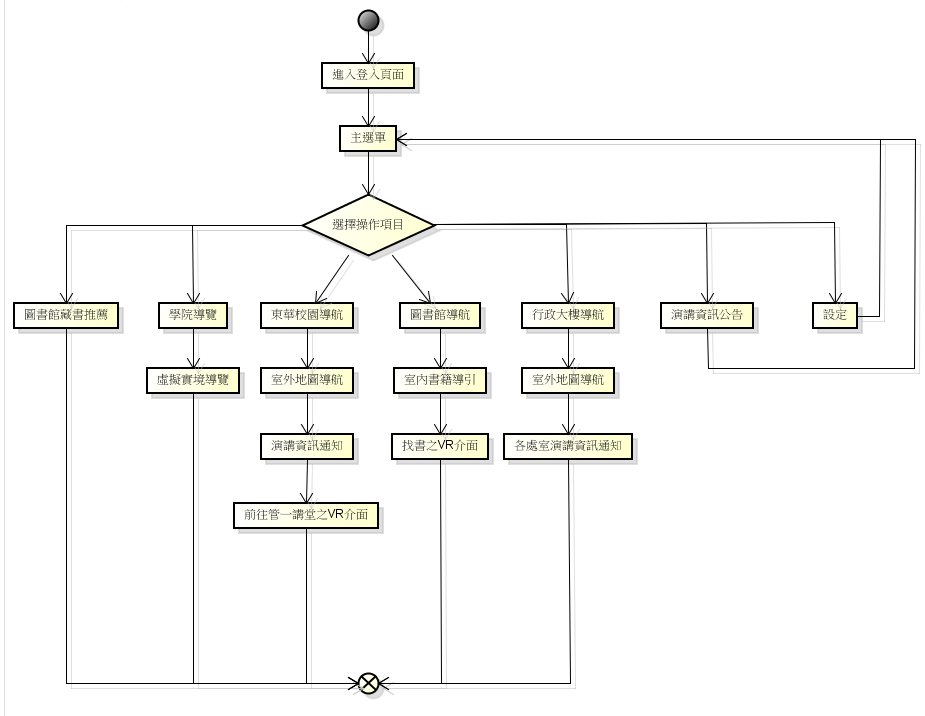 進入登入頁面
主選單
選擇操作項目
圖書館藏書推薦
學院導覽
東華校園導航
圖書館導航
行政大樓導航
演講資訊公告
設定
虛擬實境導覽
室外地圖導航
室內書籍導引
室外地圖導航
演講資訊通知
找書之VR介面
各處室演講資訊通知
前往管一講堂之VR介面